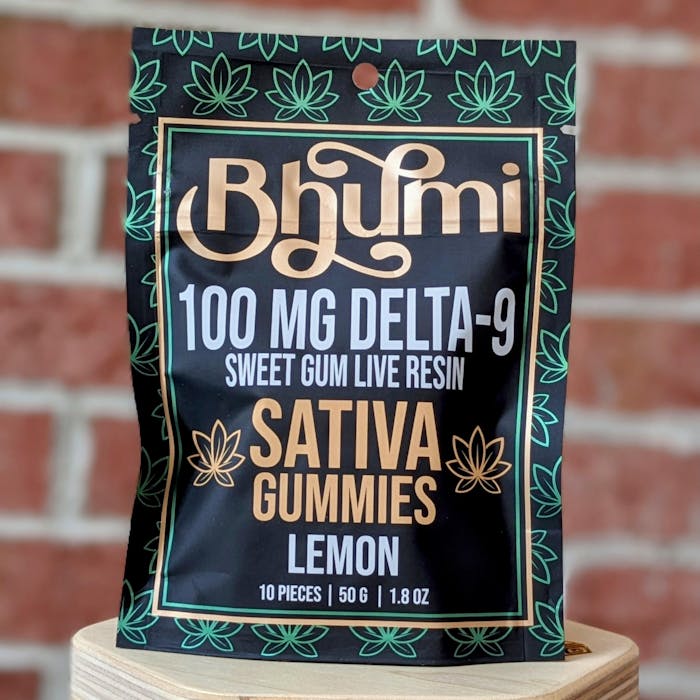 Bhumi
100 MG DELTA-9
SWEET GUM LIVE RESIN
SATIVA
GUMMIES
LEMON
10 PIECES | 50 G | 1.8 OZ